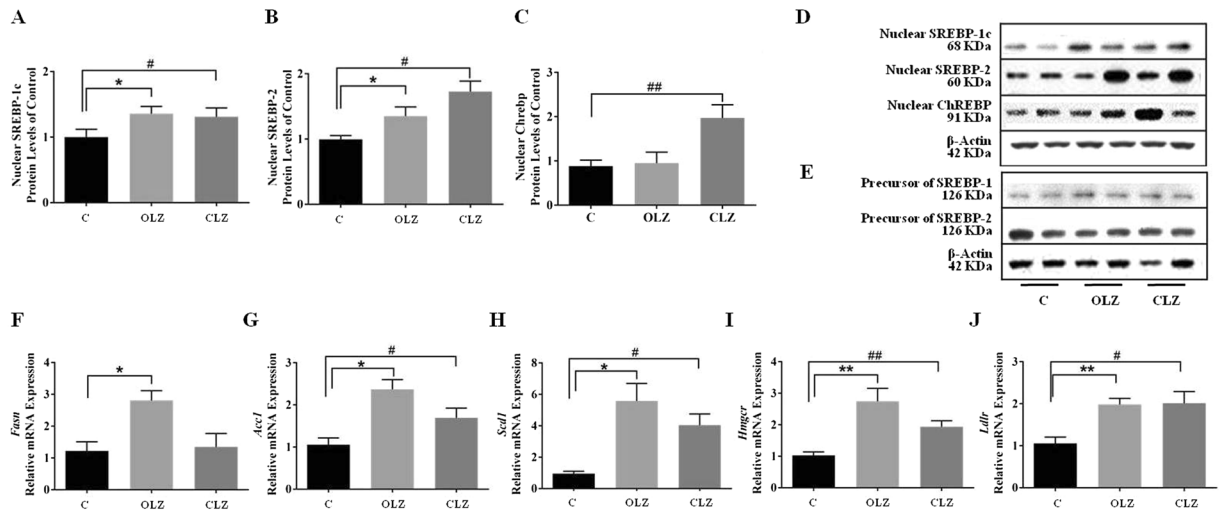 A
B
C
D
E
Nuclear SREBP-1c
Protein Levels of Control
2
1
0
*
#
C
OLZ
CLZ
Nuclear SREBP-2
Protein Levels of Control
2
1
0
*
#
C
OLZ
CLZ
Nuclear Chrebp
Protein Levels of Control
3
2
1
0
##
C
OLZ
CLZ
Nuclear SREBP-1c
68 KDa
Nuclear SREBP-2
60 KDa
Nuclear ChREBP
91 KDa
β-Actin
42 KDa
Precursor of SREBP-1
126 KDa
Precursor of SREBP-2
126 KDa
β-Actin
42 KDa
C
OLZ
CLZ
F
G
H
I
J
Fasn
Relative mRNA Expression
4
3
2
1
0
*
C
OLZ
CLZ
Acc1
Relative mRNA Expression
3
2
1
0
*
#
C
OLZ
CLZ
Scd1
Relative mRNA Expression
8
6
4
2
0
*
#
C
OLZ
CLZ
Hmgcr
Relative mRNA Expression
4
3
2
1
0
**
##
C
OLZ
CLZ
Ldlr
Relative mRNA Expression
3
2
1
0
**
#
C
OLZ
CLZ